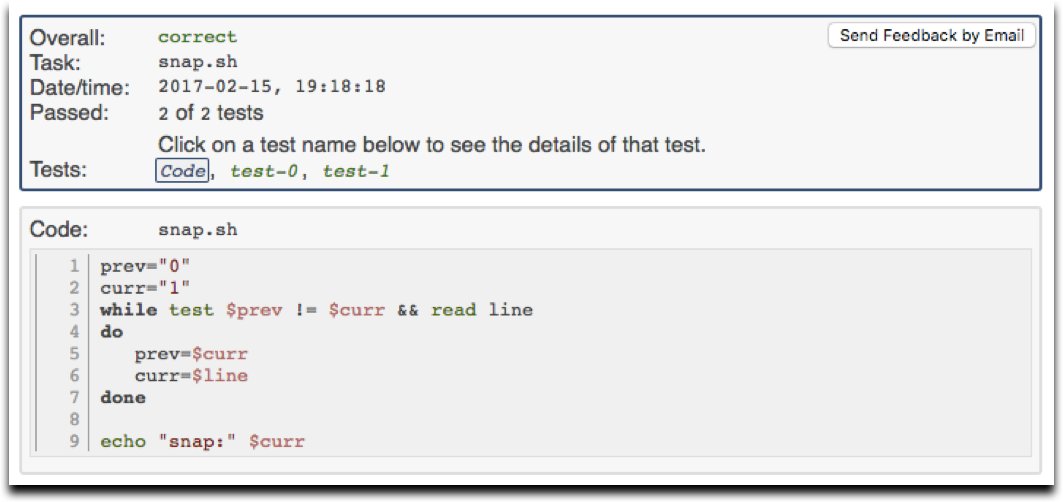 Overall: correct Send Feedback by Email
Task: snap.sh
Date/time: 2017-02-15, 19:18:18
Passed: 2 of 2 tests
Click on a test name below to see the details of that test.
Tests: Code, test-0, test-1
Code: snap.sh
1 prev="0"
2 curr="1"
3 while test $prev != $curr && read line
4 do
5 prev=$curr
6 curr=$line
7 done
8
9 echo "snap:" $curr